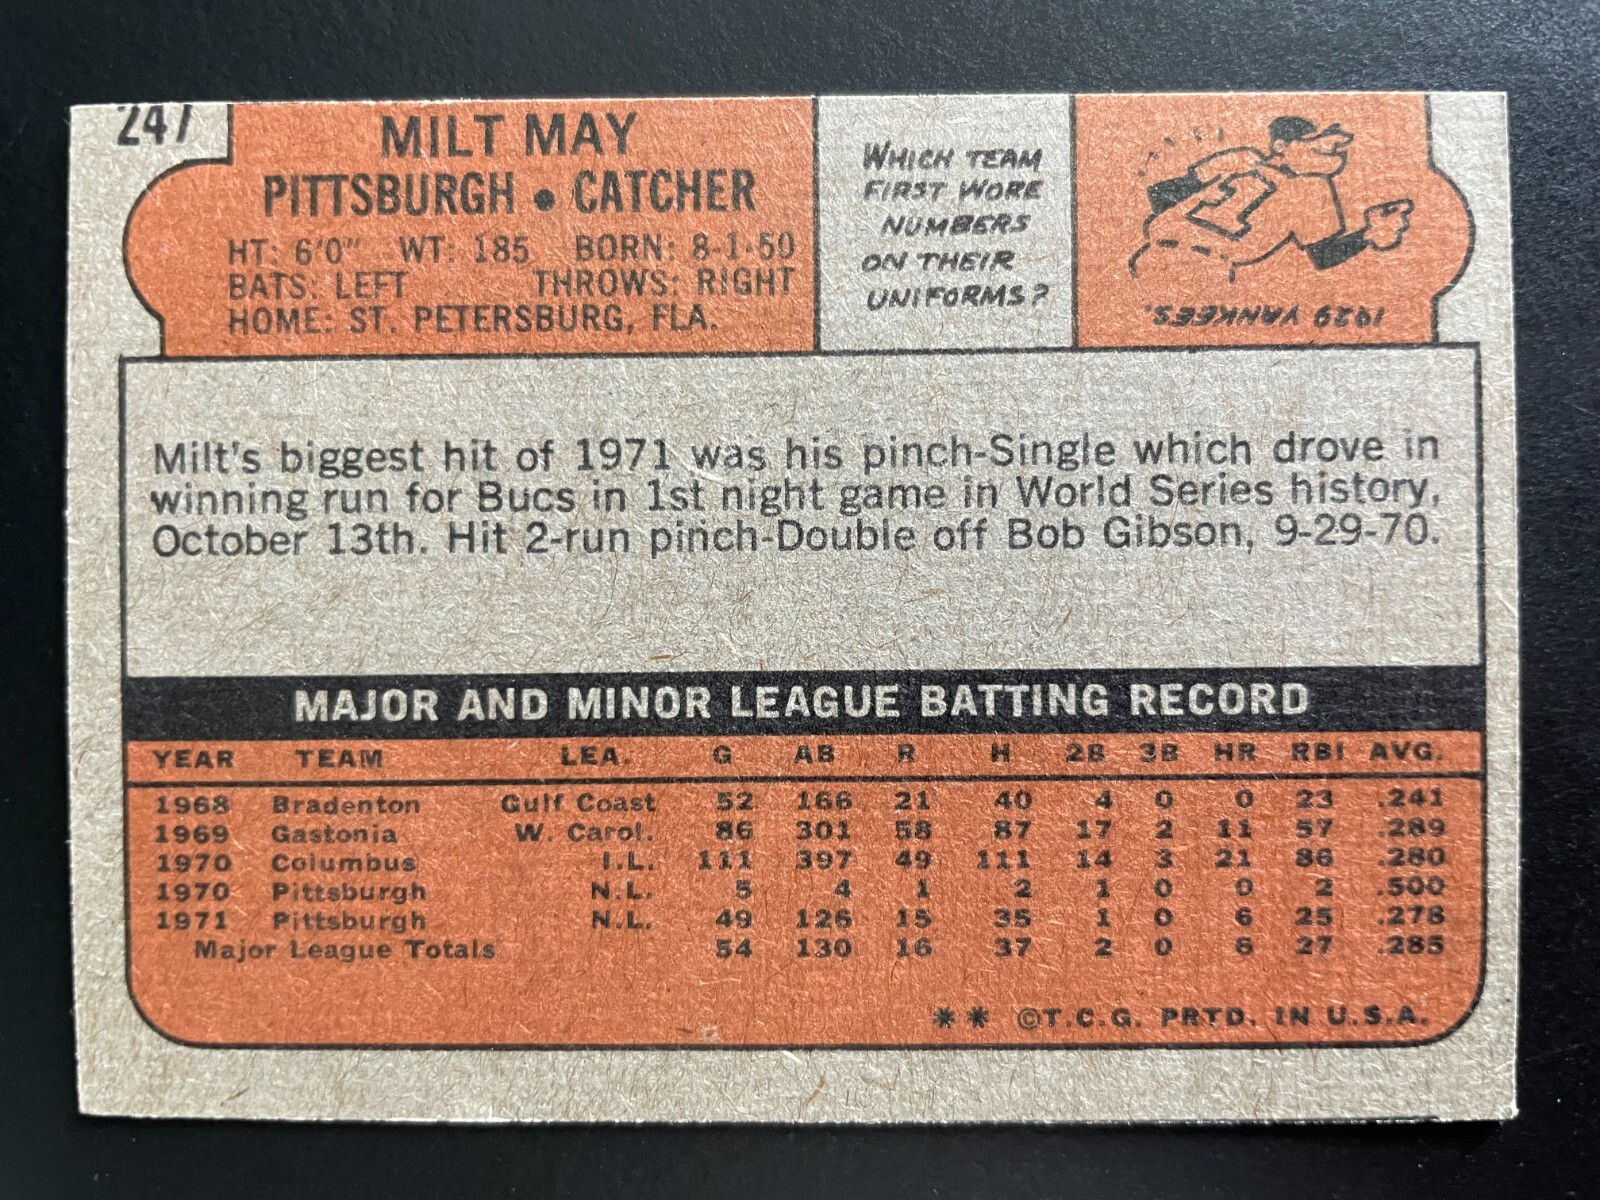 247
MILT MAY
PITTSBURGH • CATCHER
HT: 6'0" WT: 185 BORN: 8-1-50
BATS: LEFT THROWS: RIGHT
HOME: ST. PETERSBURG, FLA.
WHICH TEAM
FIRST WORE
NUMBERS
ON THEIR
UNIFORMS?
1929 YANKEES.
Milt's biggest hit of 1971 was his pinch-Single which drove in
winning run for Bucs in 1st night game in World Series history,
October 13th. Hit 2-run pinch-Double off Bob Gibson, 9-29-70.
MAJOR AND MINOR LEAGUE BATTING RECORD
YEAR TEAM LEA. G AB R H 2B 3B HR RBI AVG.
1968 Bradenton Gulf Coast 52 166 21 40 4 0 0 23 .241
1969 Gastonia W. Carol. 86 301 58 87 17 2 11 57 .289
1970 Columbus I.L. 111 397 49 111 14 3 21 86 .280
1970 Pittsburgh N.L. 5 4 1 2 1 0 0 2 .500
1971 Pittsburgh N.L. 49 126 15 35 1 0 6 25 .278
Major League Totals 54 130 16 37 2 0 6 27 .285
** ©T.C.G. PRTD. IN U.S.A.